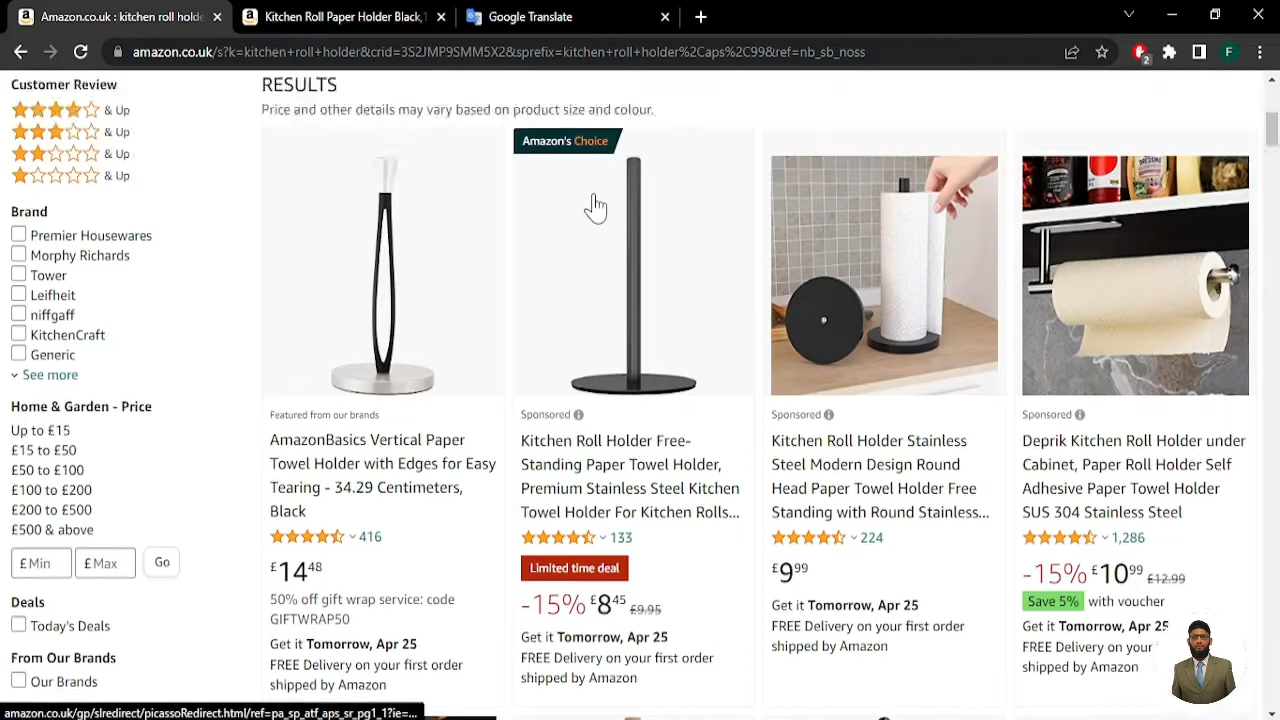 Amazon.co.uk : kitchen roll holde
Kitchen Roll Paper Holder Black,1
Google Translate
amazon.co.uk/s?k=kitchen+roll+holder&crid=3S2JMP9SMM5X2&sprefix=kitchen+roll+holder%2Caps%2C99&ref=nb_sb_noss
2
F
Customer Review
& Up
& Up
& Up
& Up
Brand
Premier Housewares
Morphy Richards
Tower
Leifheit
niffgaff
KitchenCraft
Generic
See more
Home & Garden - Price
Up to £15
£15 to £50
£50 to £100
£100 to £200
£200 to £500
£500 & above
£ Min
£ Max
Go
Deals
Today's Deals
From Our Brands
Our Brands
RESULTS
Price and other details may vary based on product size and colour.
Featured from our brands
AmazonBasics Vertical Paper
Towel Holder with Edges for Easy
Tearing - 34.29 Centimeters,
Black
416
£14 48
50% off gift wrap service: code
GIFTWRAP50
Get it Tomorrow, Apr 25
FREE Delivery on your first order
shipped by Amazon
Amazon's Choice
Sponsored
Kitchen Roll Holder Free-
Standing Paper Towel Holder,
Premium Stainless Steel Kitchen
Towel Holder For Kitchen Rolls...
133
Limited time deal
-15% £8 45 £9.95
Get it Tomorrow, Apr 25
FREE Delivery on your first order
shipped by Amazon
Sponsored
Kitchen Roll Holder Stainless
Steel Modern Design Round
Head Paper Towel Holder Free
Standing with Round Stainless...
224
£9 99
Get it Tomorrow, Apr 25
FREE Delivery on your first order
shipped by Amazon
Sponsored
Deprik Kitchen Roll Holder under
Cabinet, Paper Roll Holder Self
Adhesive Paper Towel Holder
SUS 304 Stainless Steel
1,286
-15% £10 99 £12.99
Save 5% with voucher
Get it Tomorrow, Apr 25
FREE Delivery on your first
shipped by Amazon
amazon.co.uk/gp/slredirect/picassoRedirect.html/ref=pa_sp_atf_aps_sr_pg1_1?ie=...